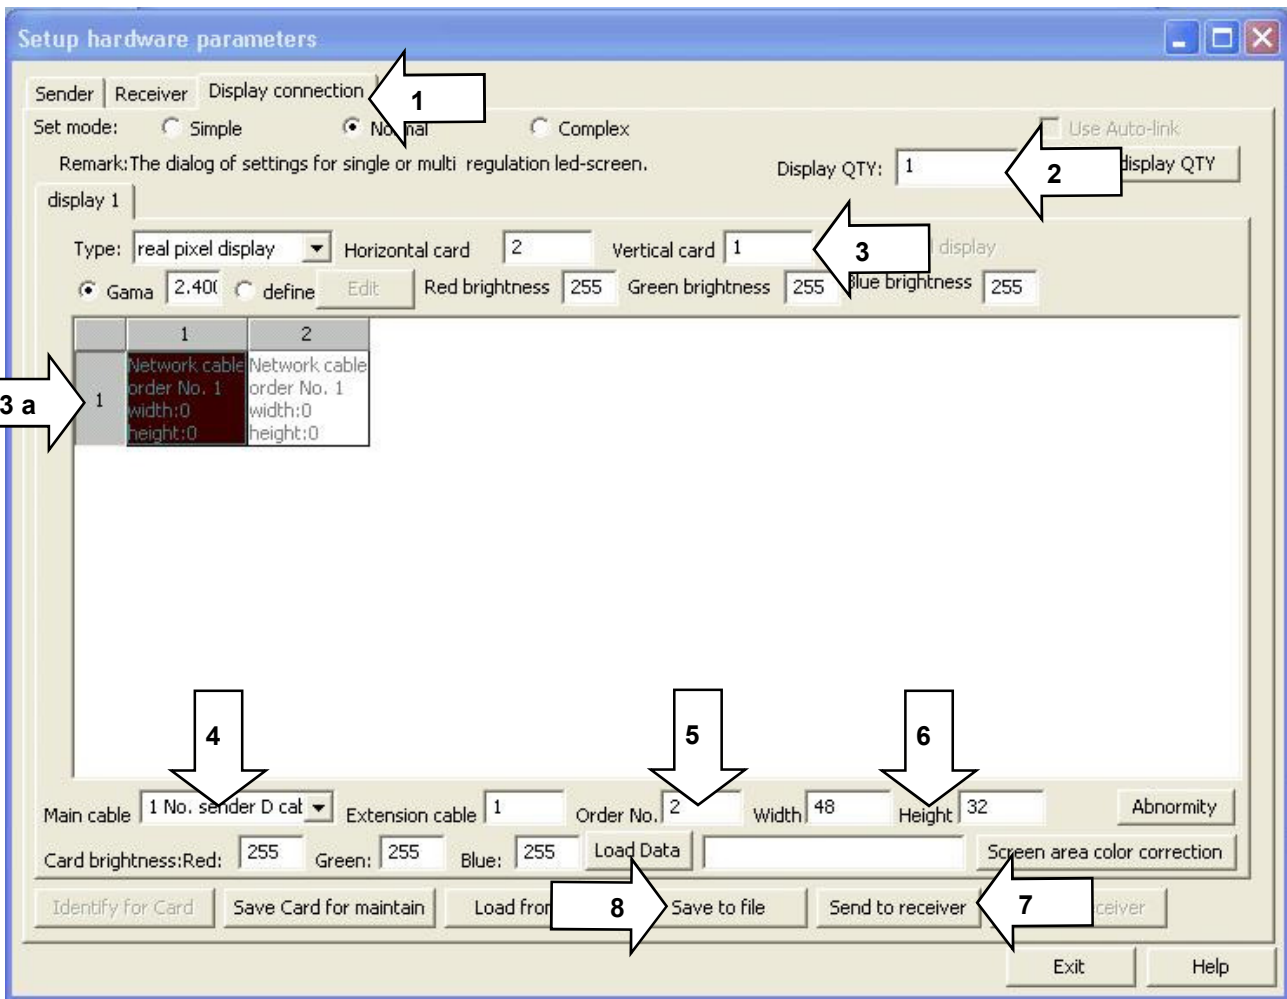 Setup hardware parameters
Sender Receiver Display connection 1
Set mode: Simple Normal Complex Use Auto-link
Remark:The dialog of settings for single or multi regulation led-screen. Display QTY: 1 2 display QTY
display 1
Type: real pixel display Horizontal card 2 Vertical card 1 3 display
Gama 2.40 define Edit Red brightness 255 Green brightness 255 Blue brightness 255
1 2
3 a 1
Network cable Network cable
order No. 1 order No. 1
width:0 width:0
height:0 height:0
4 5 6
Main cable 1 No. sender D cat Extension cable 1 Order No. 2 Width 48 Height 32 Abnormity
Card brightness:Red: 255 Green: 255 Blue: 255 Load Data Screen area color correction
Identify for Card Save Card for maintain Load from 8 Save to file Send to receiver 7 receiver
Exit Help